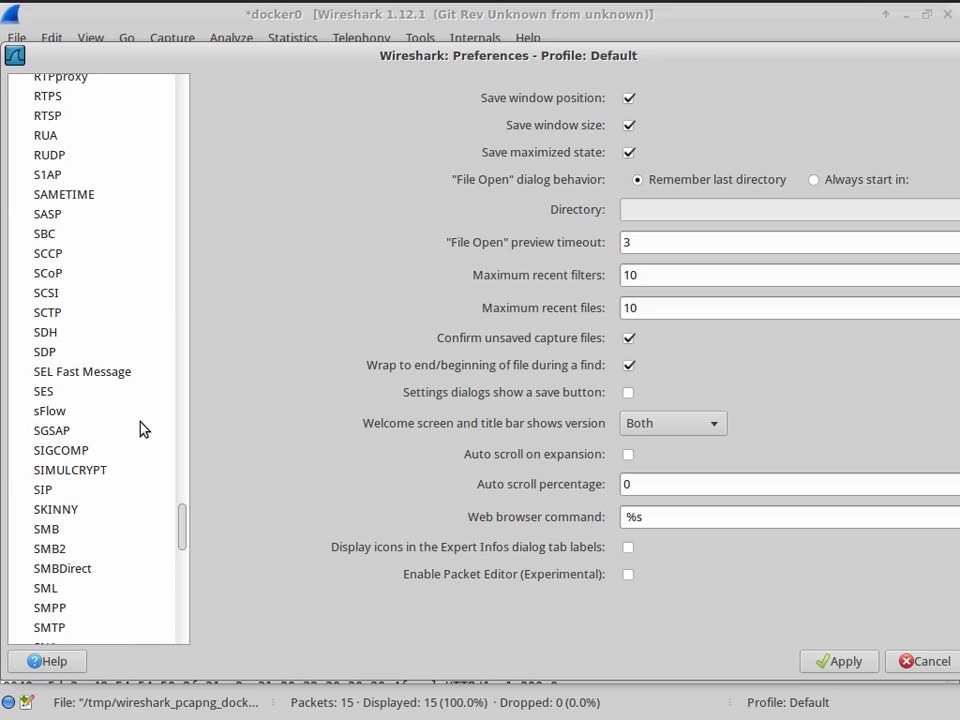 *docker0 [Wireshark 1.12.1 (Git Rev Unknown from unknown)]
File Edit View Go Capture Analyze Statistics Telephony Tools Internals Help
Wireshark: Preferences - Profile: Default
RTPproxy
RTPS
RTSP
RUA
RUDP
S1AP
SAMETIME
SASP
SBC
SCCP
SCoP
SCSI
SCTP
SDH
SDP
SEL Fast Message
SES
sFlow
SGSAP
SIGCOMP
SIMULCRYPT
SIP
SKINNY
SMB
SMB2
SMBDirect
SML
SMPP
SMTP
Save window position:
Save window size:
Save maximized state:
"File Open" dialog behavior: Remember last directory Always start in:
Directory:
"File Open" preview timeout: 3
Maximum recent filters: 10
Maximum recent files: 10
Confirm unsaved capture files:
Wrap to end/beginning of file during a find:
Settings dialogs show a save button:
Welcome screen and title bar shows version Both
Auto scroll on expansion:
Auto scroll percentage: 0
Web browser command: %s
Display icons in the Expert Infos dialog tab labels:
Enable Packet Editor (Experimental):
Help Apply Cancel
File: "/tmp/wireshark_pcapng_dock... Packets: 15 · Displayed: 15 (100.0%) · Dropped: 0 (0.0%) Profile: Default